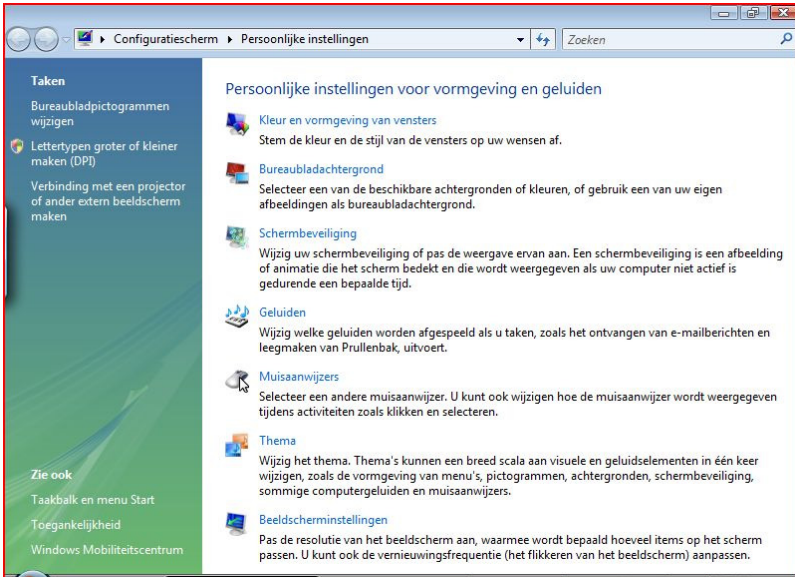 Configuratiescherm
Persoonlijke instellingen
Zoeken
Taken
Bureaubladpictogrammen
wijzigen
Lettertypen groter of kleiner
maken (DPI)
Verbinding met een projector
of ander extern beeldscherm
maken
Zie ook
Taakbalk en menu Start
Toegankelijkheid
Windows Mobiliteitscentrum
Persoonlijke instellingen voor vormgeving en geluiden
Kleur en vormgeving van vensters
Stem de kleur en de stijl van de vensters op uw wensen af.
Bureaubladachtergrond
Selecteer een van de beschikbare achtergronden of kleuren, of gebruik een van uw eigen
afbeeldingen als bureaubladachtergrond.
Schermbeveiliging
Wijzig uw schermbeveiliging of pas de weergave ervan aan. Een schermbeveiliging is een afbeelding
of animatie die het scherm bedekt en die wordt weergegeven als uw computer niet actief is
gedurende een bepaalde tijd.
Geluiden
Wijzig welke geluiden worden afgespeeld als u taken, zoals het ontvangen van e-mailberichten en
leegmaken van Prullenbak, uitvoert.
Muisaanwijzers
Selecteer een andere muisaanwijzer. U kunt ook wijzigen hoe de muisaanwijzer wordt weergegeven
tijdens activiteiten zoals klikken en selecteren.
Thema
Wijzig het thema. Thema's kunnen een breed scala aan visuele en geluidselementen in één keer
wijzigen, zoals de vormgeving van menu's, pictogrammen, achtergronden, schermbeveiliging,
sommige computergeluiden en muisaanwijzers.
Beeldscherminstellingen
Pas de resolutie van het beeldscherm aan, waarmee wordt bepaald hoeveel items op het scherm
passen. U kunt ook de vernieuwingsfrequentie (het flikkeren van het beeldscherm) aanpassen.